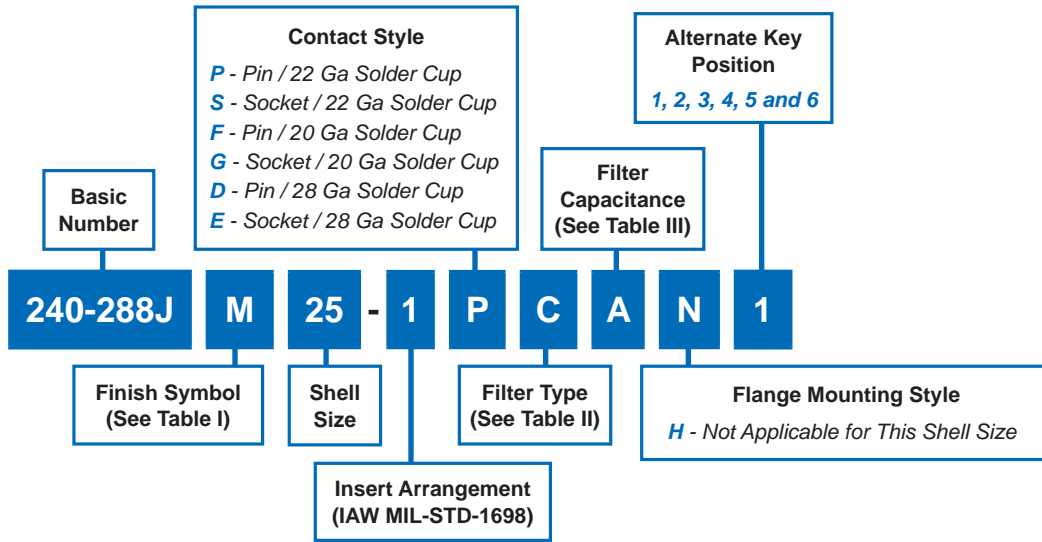 Contact Style
P - Pin / 22 Ga Solder Cup
S - Socket / 22 Ga Solder Cup
F - Pin / 20 Ga Solder Cup
G - Socket / 20 Ga Solder Cup
D - Pin / 28 Ga Solder Cup
E - Socket / 28 Ga Solder Cup
Alternate Key
Position
1, 2, 3, 4, 5 and 6
Basic
Number
Filter
Capacitance
(See Table III)
240-288J M 25 - 1 P C A N 1
Finish Symbol
(See Table I)
Shell
Size
Filter Type
(See Table II)
Flange Mounting Style
H - Not Applicable for This Shell Size
Insert Arrangement
(IAW MIL-STD-1698)